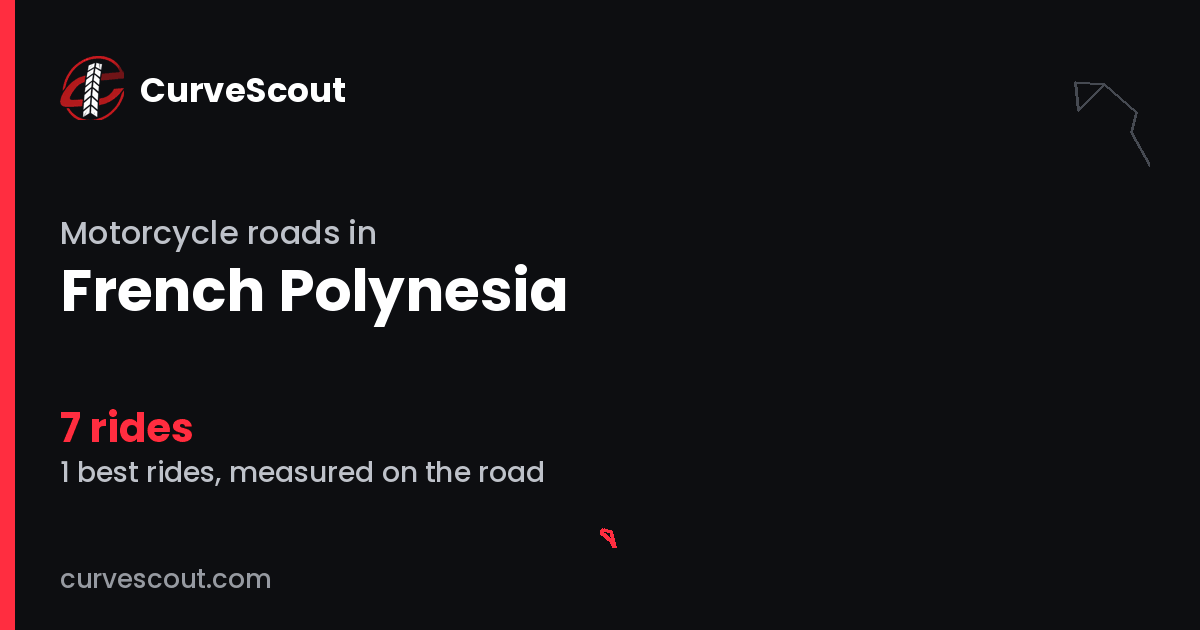 CurveScout
Motorcycle roads in
French Polynesia
7 rides
1 best rides, measured on the road
curvescout.com